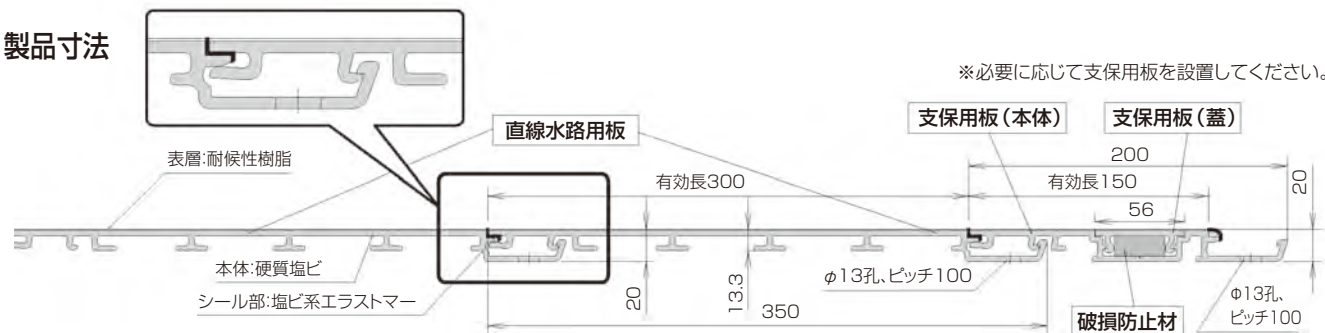 製品寸法
※必要に応じて支保用板を設置してください。
直線水路用板
支保用板(本体)
支保用板(蓋)
表層:耐候性樹脂
200
有効長300
有効長150
56
20
本体:硬質塩ビ
シール部:塩ビ系エラストマー
20
13.3
φ13孔、ピッチ100
350
破損防止材
Φ13孔、
ピッチ100